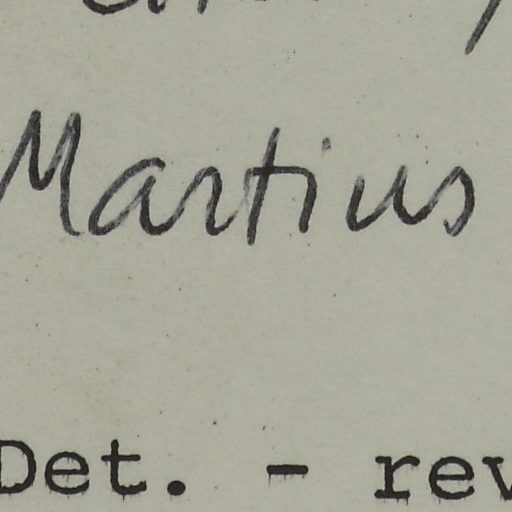 Martius
Det. - rev